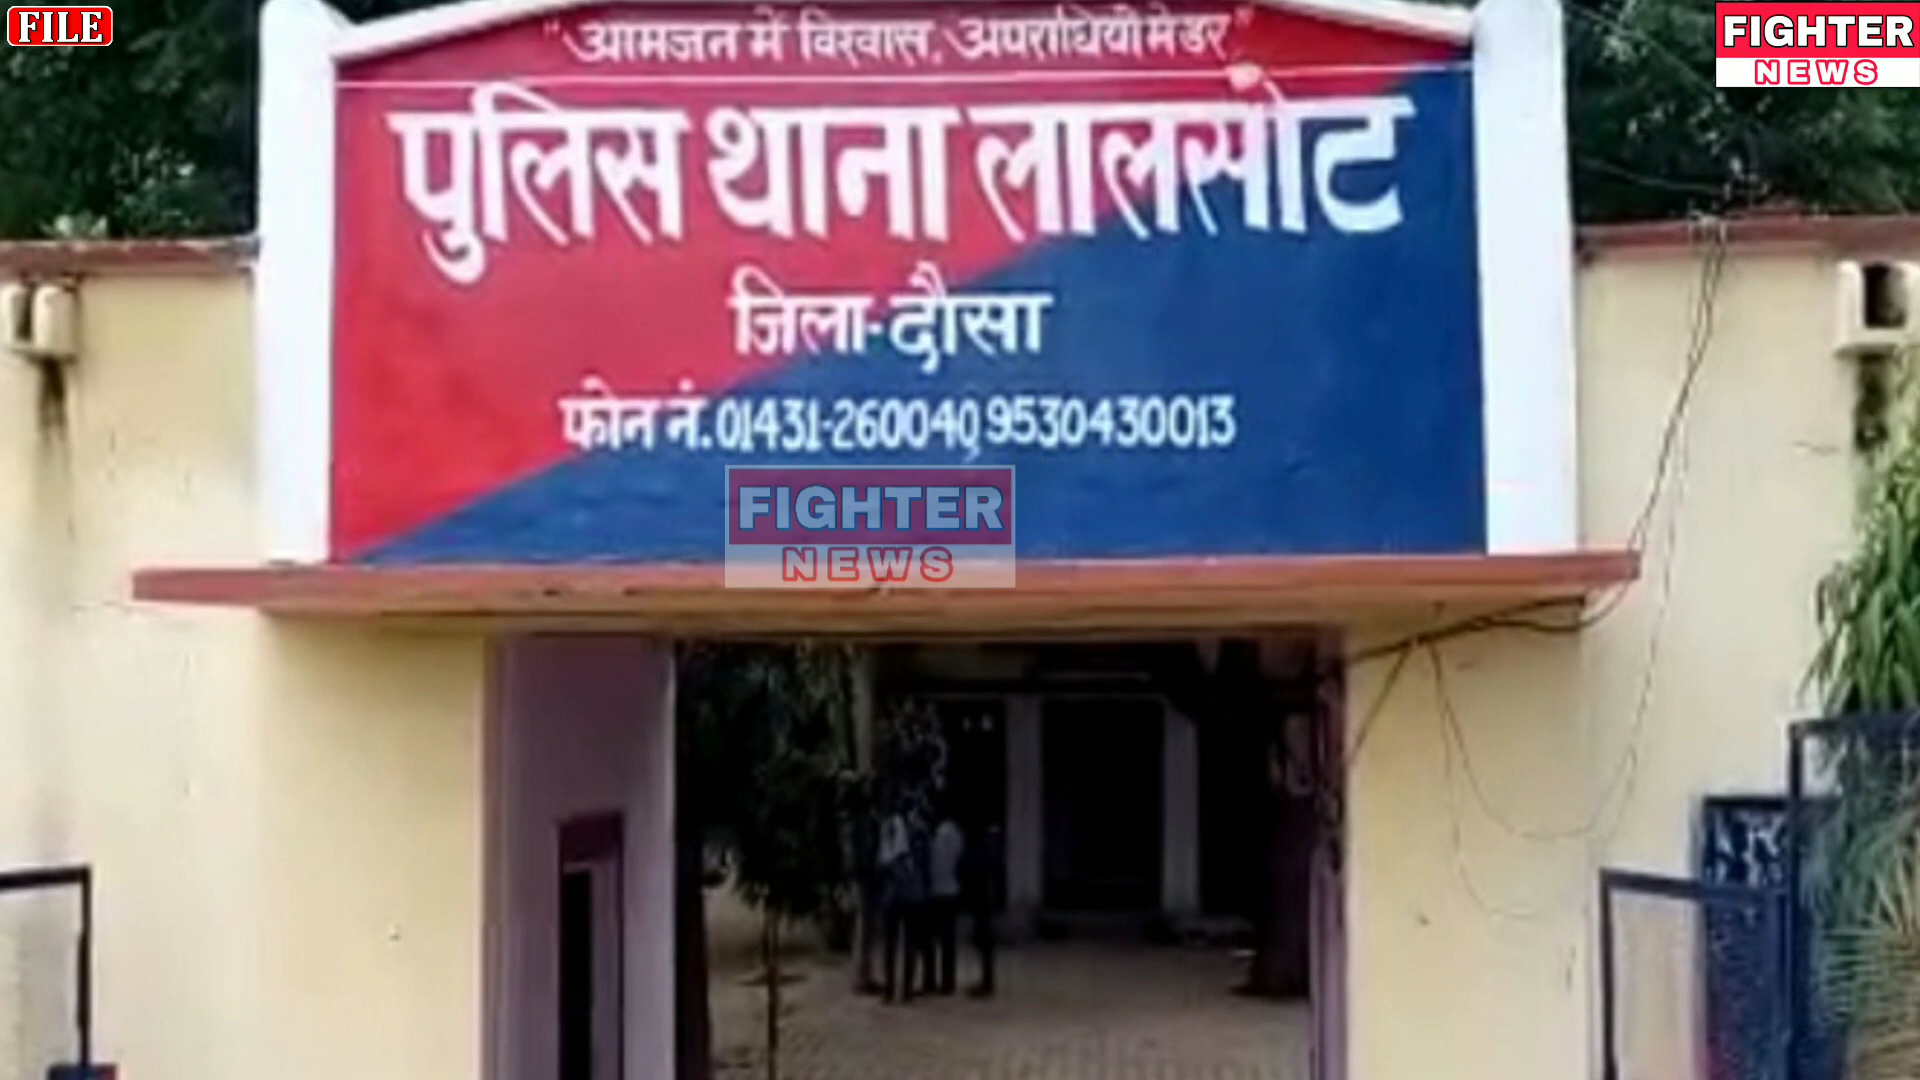 FILE
FIGHTER
NEWS
"आमजन में विश्वास, अपराधियों में डर"
पुलिस थाना लालसोट
जिला-दौसा
फोन नं. 01431-260040, 9530430013
FIGHTER
NEWS